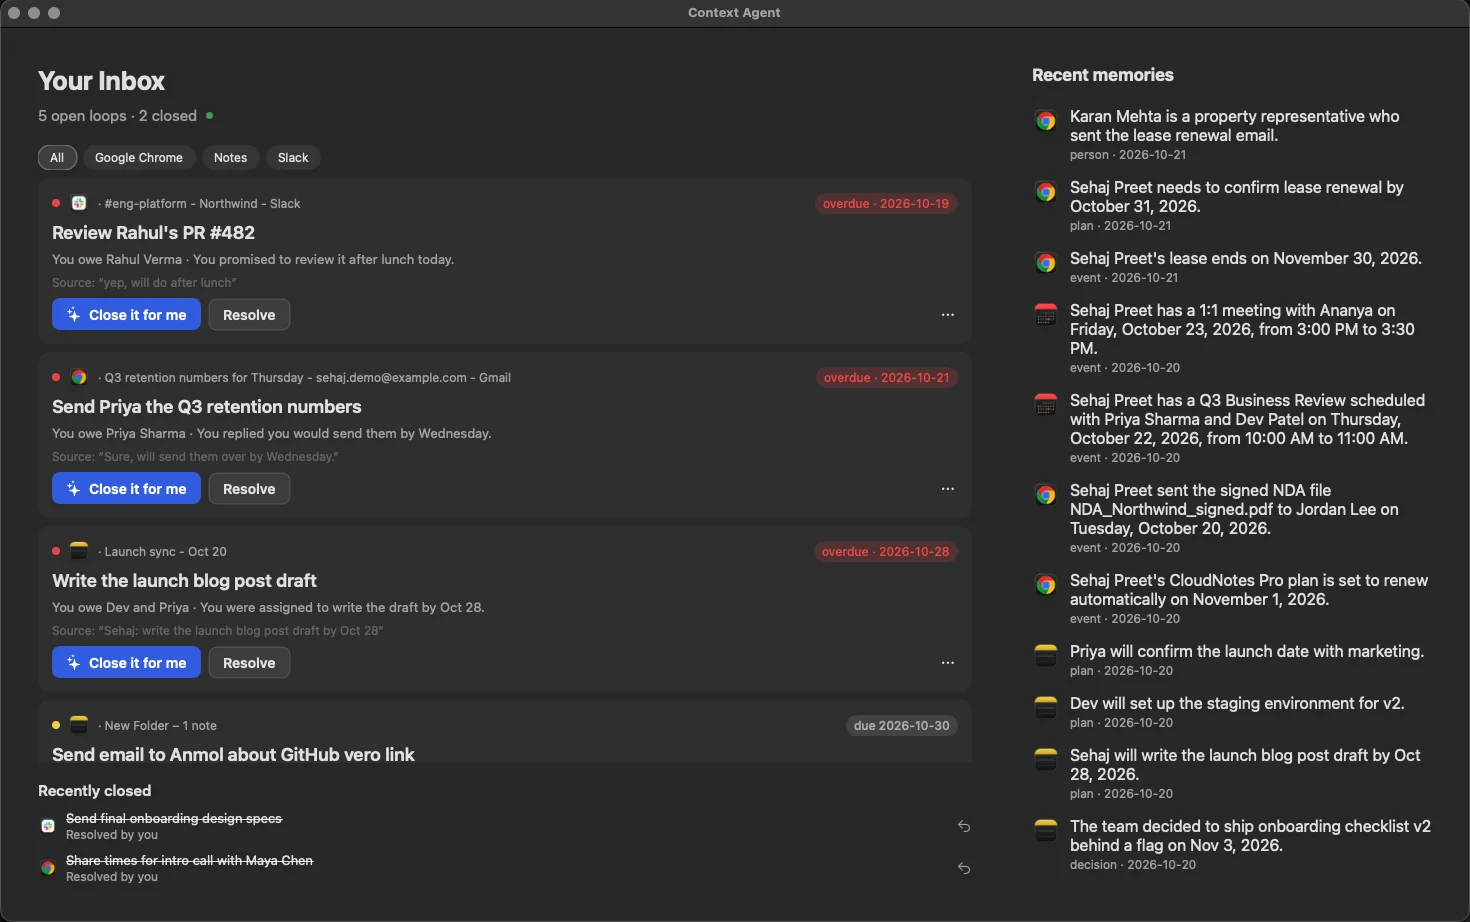 Context Agent
Your Inbox
5 open loops · 2 closed
All
Google Chrome
Notes
Slack
· #eng-platform - Northwind - Slack
overdue · 2026-10-19
Review Rahul's PR #482
You owe Rahul Verma · You promised to review it after lunch today.
Source: "yep, will do after lunch"
Close it for me
Resolve
· Q3 retention numbers for Thursday - sehaj.demo@example.com - Gmail
overdue · 2026-10-21
Send Priya the Q3 retention numbers
You owe Priya Sharma · You replied you would send them by Wednesday.
Source: "Sure, will send them over by Wednesday."
Close it for me
Resolve
· Launch sync - Oct 20
overdue · 2026-10-28
Write the launch blog post draft
You owe Dev and Priya · You were assigned to write the draft by Oct 28.
Source: "Sehaj: write the launch blog post draft by Oct 28"
Close it for me
Resolve
· New Folder – 1 note
due 2026-10-30
Send email to Anmol about GitHub vero link
Recently closed
Send final onboarding design specs
Resolved by you
Share times for intro call with Maya Chen
Resolved by you
Recent memories
Karan Mehta is a property representative who
sent the lease renewal email.
person · 2026-10-21
Sehaj Preet needs to confirm lease renewal by
October 31, 2026.
plan · 2026-10-21
Sehaj Preet's lease ends on November 30, 2026.
event · 2026-10-21
Sehaj Preet has a 1:1 meeting with Ananya on
Friday, October 23, 2026, from 3:00 PM to 3:30
PM.
event · 2026-10-20
Sehaj Preet has a Q3 Business Review scheduled
with Priya Sharma and Dev Patel on Thursday,
October 22, 2026, from 10:00 AM to 11:00 AM.
event · 2026-10-20
Sehaj Preet sent the signed NDA file
NDA_Northwind_signed.pdf to Jordan Lee on
Tuesday, October 20, 2026.
event · 2026-10-20
Sehaj Preet's CloudNotes Pro plan is set to renew
automatically on November 1, 2026.
event · 2026-10-20
Priya will confirm the launch date with marketing.
plan · 2026-10-20
Dev will set up the staging environment for v2.
plan · 2026-10-20
Sehaj will write the launch blog post draft by Oct
28, 2026.
plan · 2026-10-20
The team decided to ship onboarding checklist v2
behind a flag on Nov 3, 2026.
decision · 2026-10-20